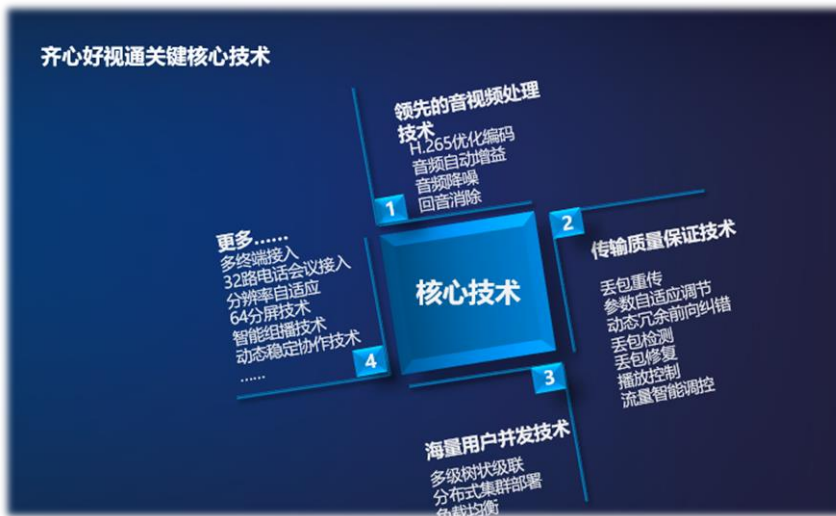 齐心好视通关键核心技术
领先的音视频处理
技术
H.265优化编码
音频自动增益
音频降噪
回音消除
1
2
传输质量保证技术
丢包重传
参数自适应调节
动态冗余前向纠错
丢包检测
丢包修复
播放控制
流量智能调控
核心技术
更多……
多终端接入
32路电话会议接入
分辨率自适应
64分屏技术
智能组播技术
动态稳定协作技术
……
4
3
海量用户并发技术
多级树状级联
分布式集群部署
负载均衡